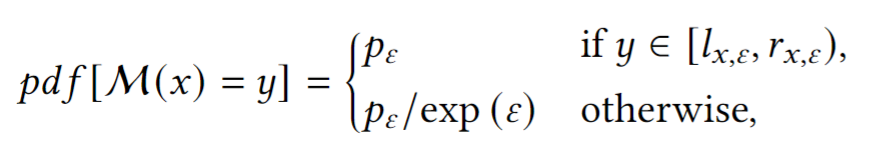 pdf[ℳ(x) = y] = { p_ε if y ∈ [l_{x,ε}, r_{x,ε}),
p_ε/exp (ε) otherwise,